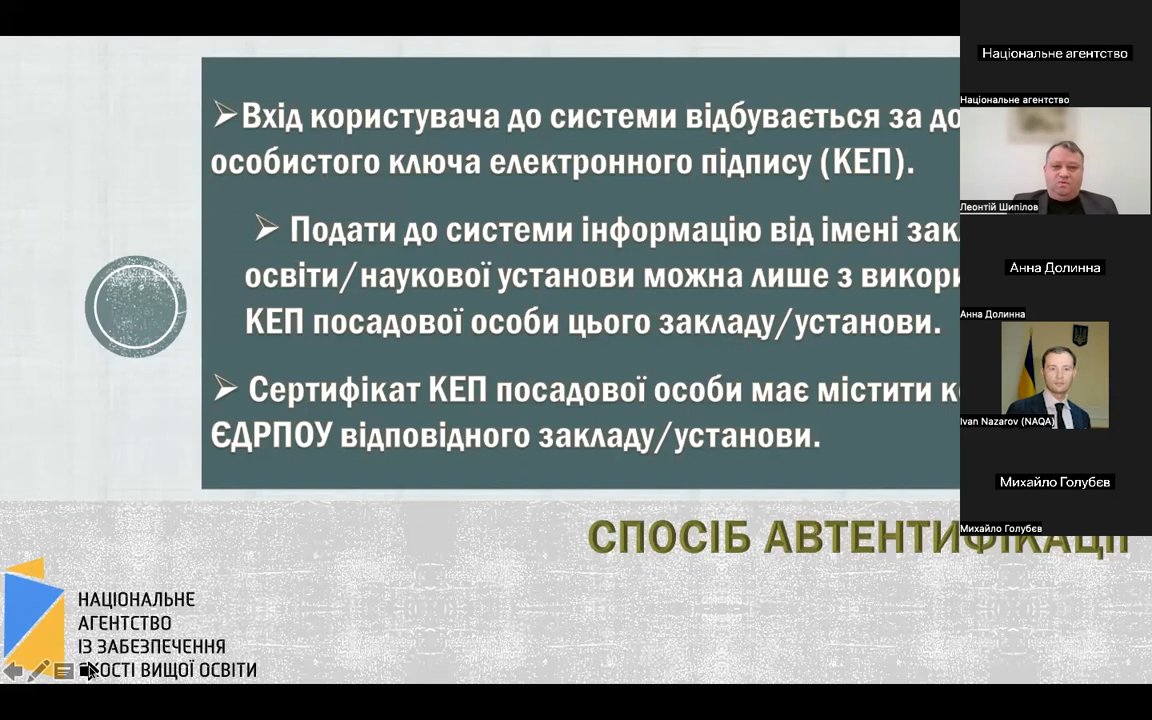 ➢Вхід користувача до системи відбувається за до
особистого ключа електронного підпису (КЕП).
➢ Подати до системи інформацію від імені зак
освіти/наукової установи можна лише з викори
КЕП посадової особи цього закладу/установи.
➢ Сертифікат КЕП посадової особи має містити к
ЄДРПОУ відповідного закладу/установи.
СПОСІБ АВТЕНТИФІКАЦІЇ
НАЦІОНАЛЬНЕ
АГЕНТСТВО
ІЗ ЗАБЕЗПЕЧЕННЯ
ЯКОСТІ ВИЩОЇ ОСВІТИ
Національне агентство
Національне агентство
Леонтій Шипілов
Анна Долинна
Анна Долинна
Ivan Nazarov (NAQA)
Михайло Голубєв
Михайло Голубєв